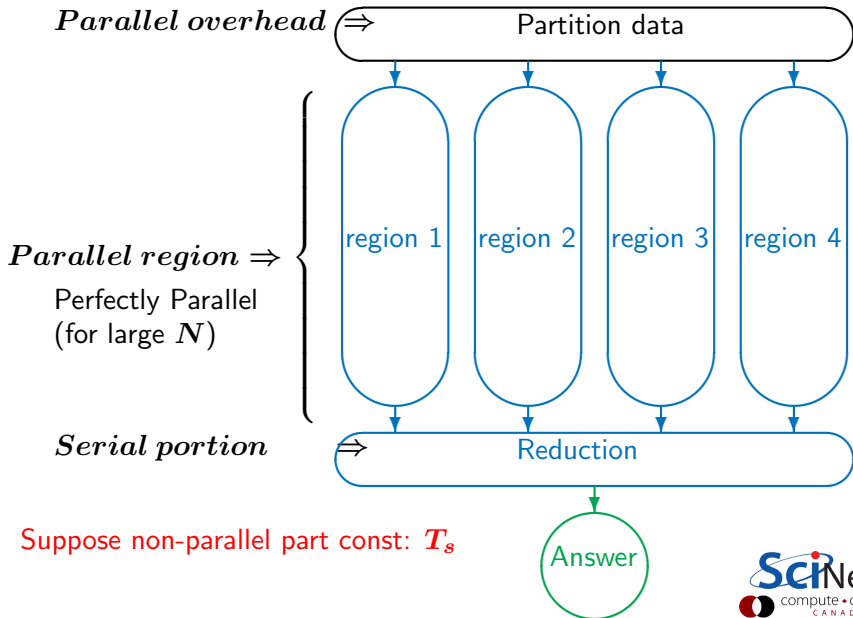 Parallel overhead ⇒ Partition data
region 1 region 2 region 3 region 4
Parallel region ⇒
Perfectly Parallel
(for large N)
Serial portion ⇒ Reduction
Suppose non-parallel part const: T_s
Answer
SciNe
compute • c
CANAD